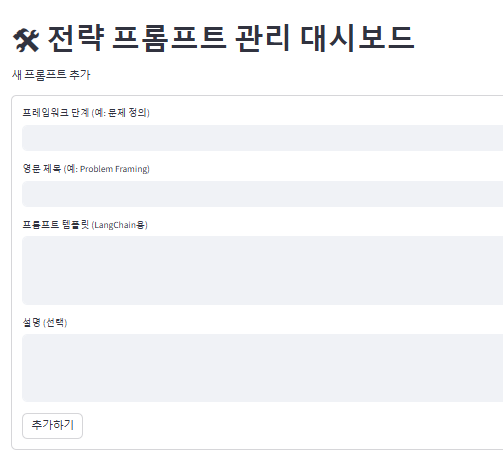 🛠 전략 프롬프트 관리 대시보드
새 프롬프트 추가
프레임워크 단계 (예: 문제 정의)
영문 제목 (예: Problem Framing)
프롬프트 템플릿 (LangChain용)
설명 (선택)
추가하기